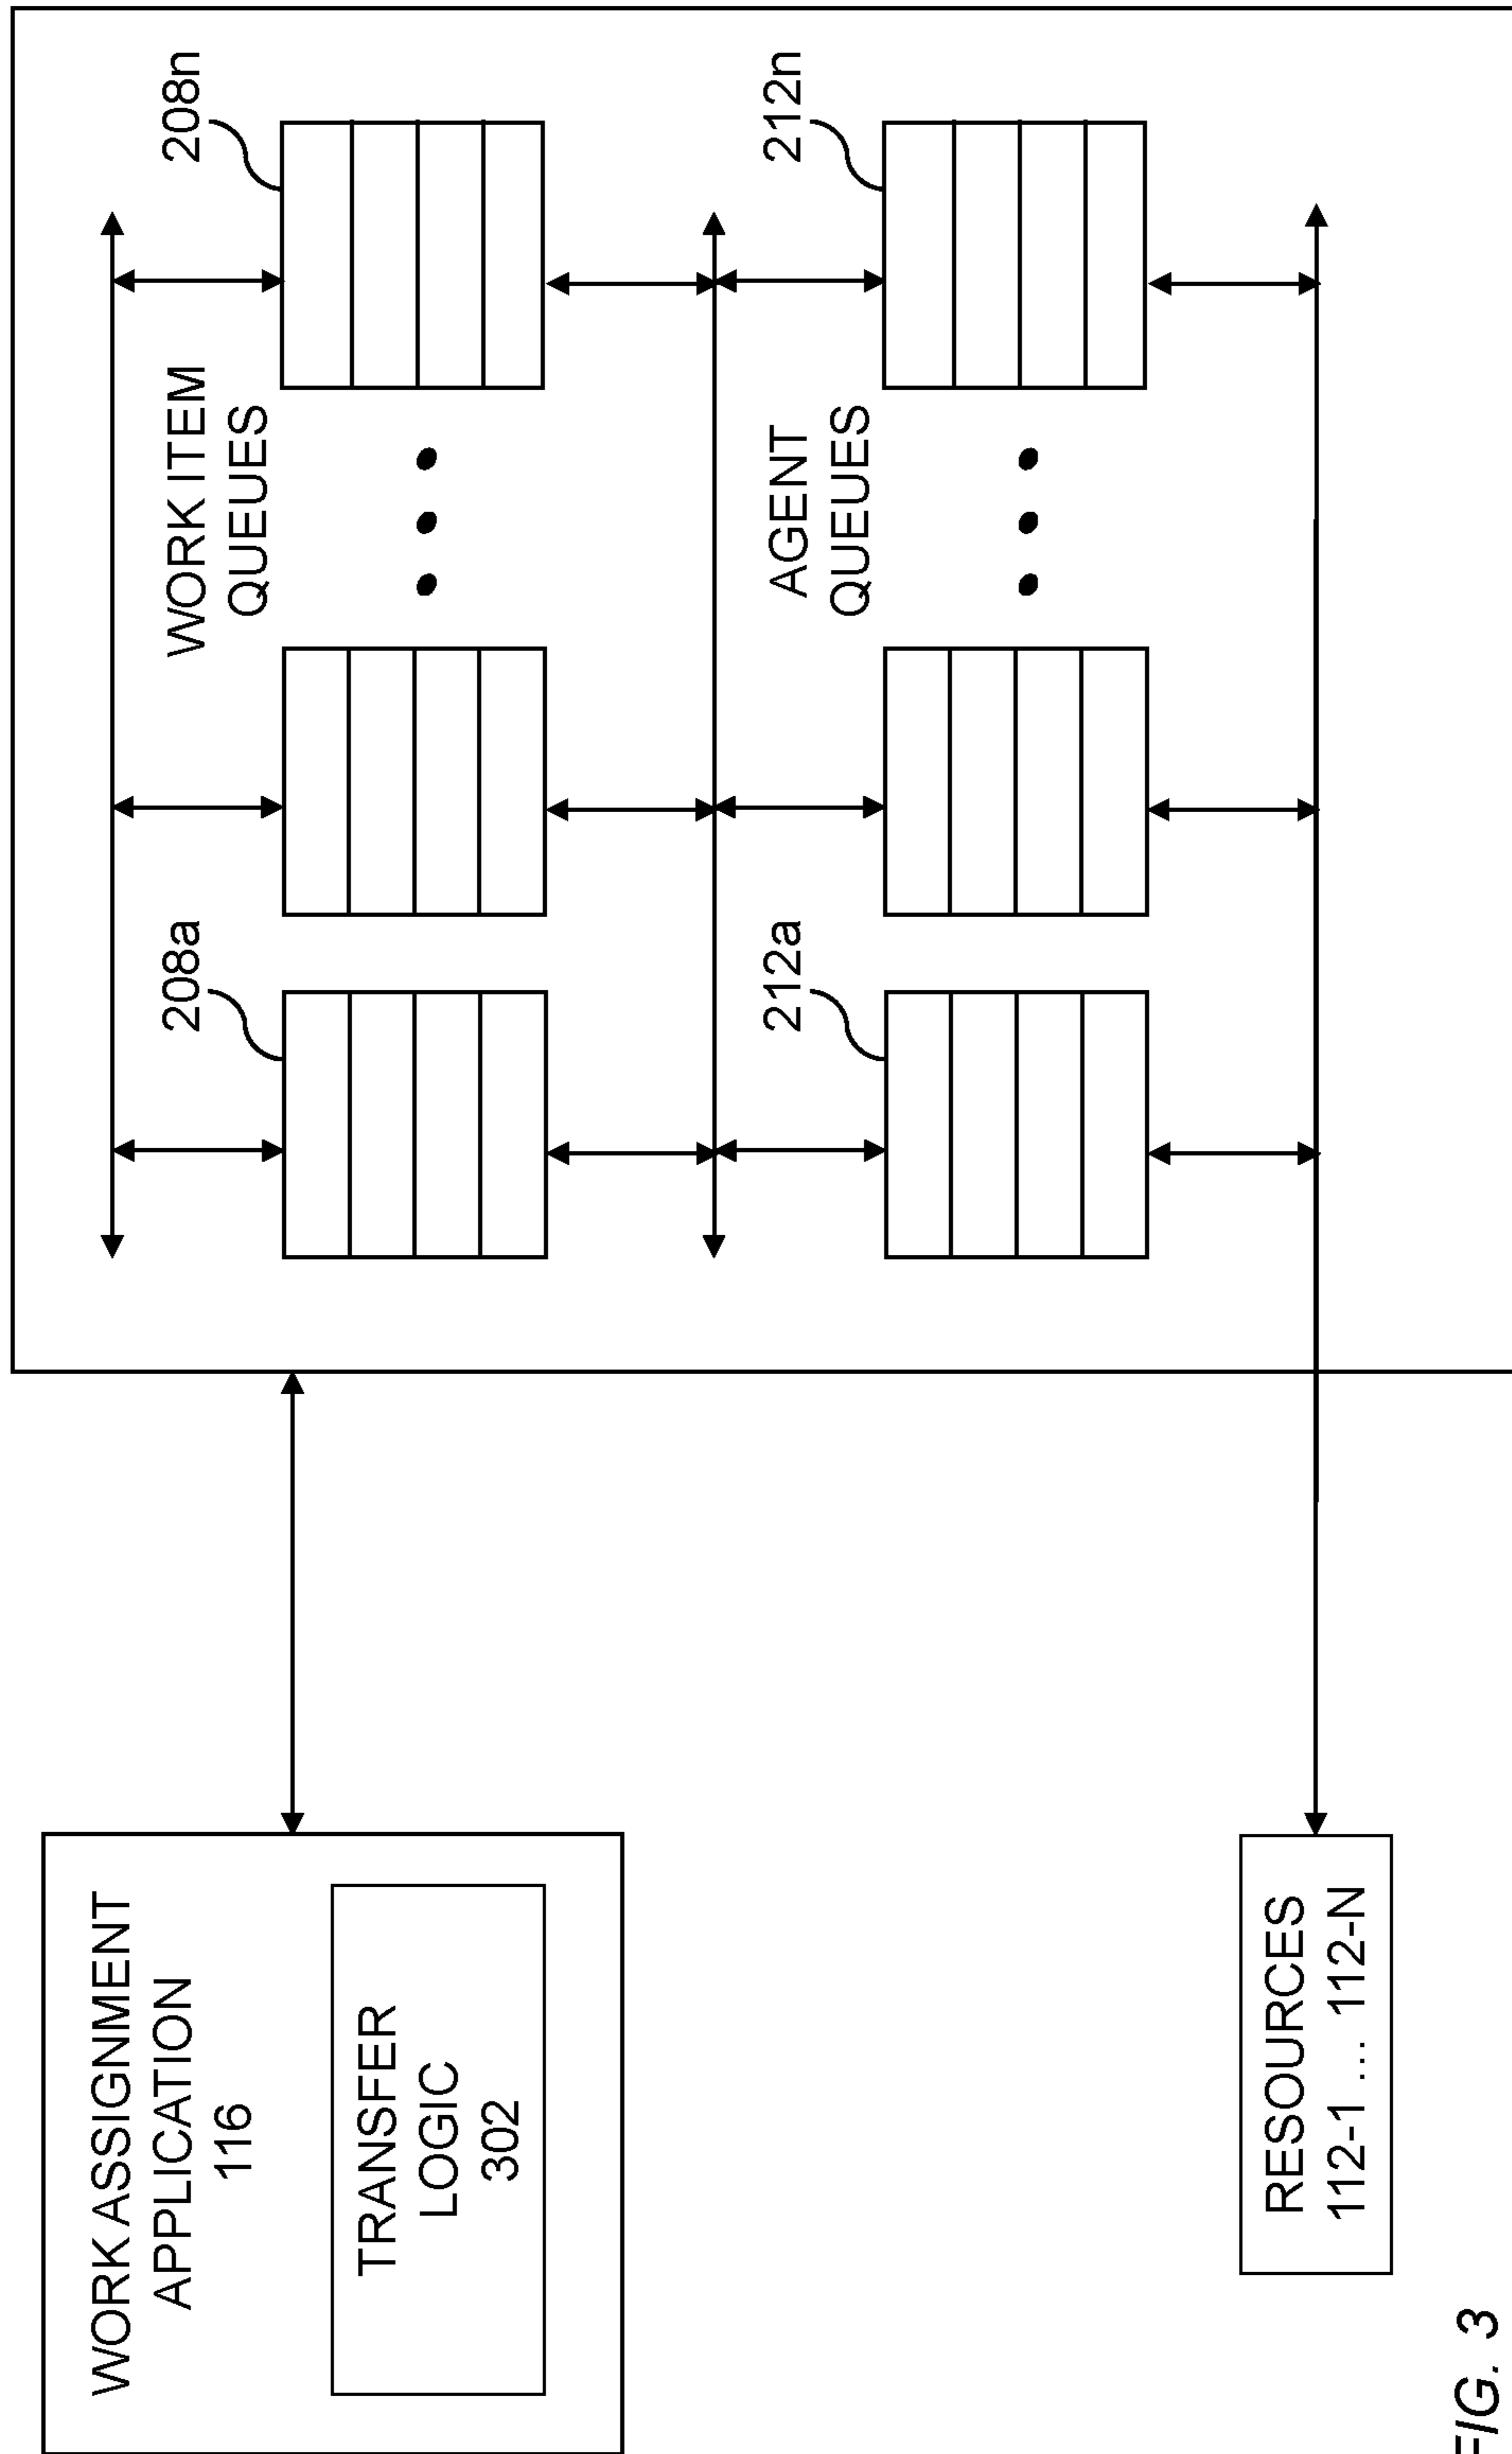 WORK ASSIGNMENT
APPLICATION
116
TRANSFER
LOGIC
302
208a
WORK ITEM
QUEUES
208n
212a
AGENT
QUEUES
212n
RESOURCES
112-1 ... 112-N
FIG. 3